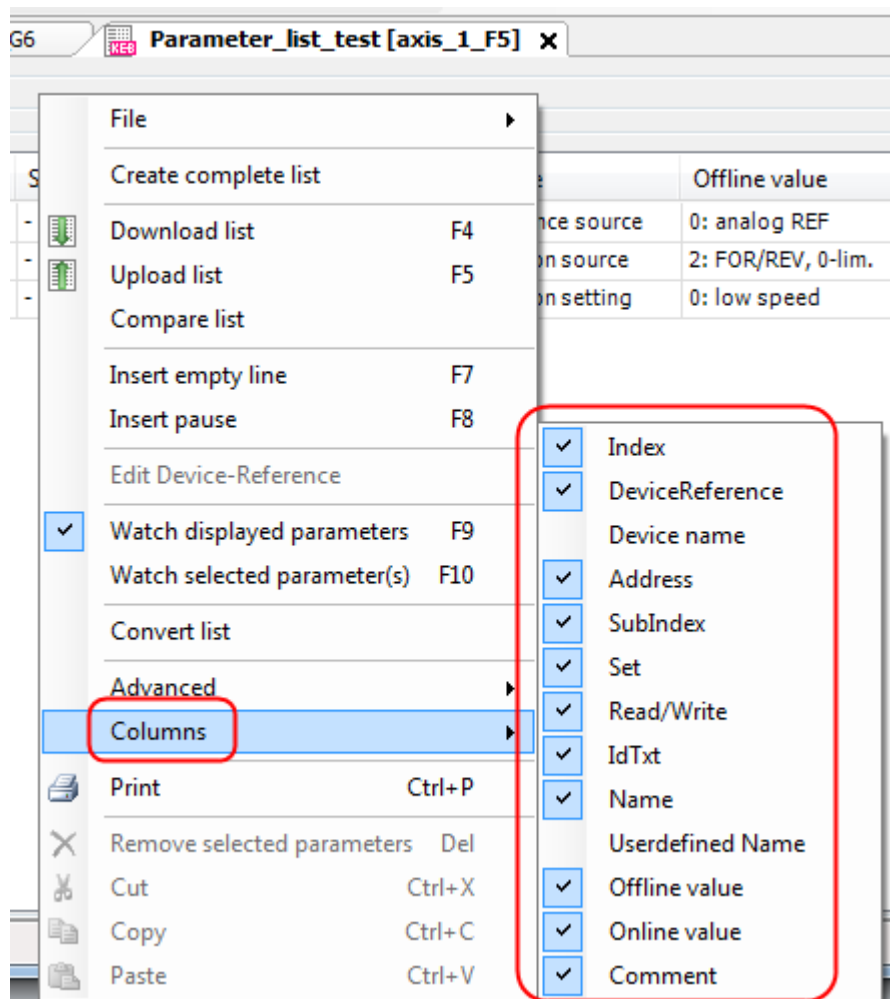 G6
KEB
Parameter_list_test [axis_1_F5] x
File
Create complete list
Offline value
Download list F4
source
0: analog REF
Upload list F5
source
2: FOR/REV, 0-lim.
setting
0: low speed
Compare list
Insert empty line F7
Insert pause F8
Edit Device-Reference
Watch displayed parameters F9
Watch selected parameter(s) F10
Convert list
Advanced
Columns
Print Ctrl+P
Remove selected parameters Del
Cut Ctrl+X
Copy Ctrl+C
Paste Ctrl+V
Index
DeviceReference
Device name
Address
SubIndex
Set
Read/Write
IdTxt
Name
Userdefined Name
Offline value
Online value
Comment